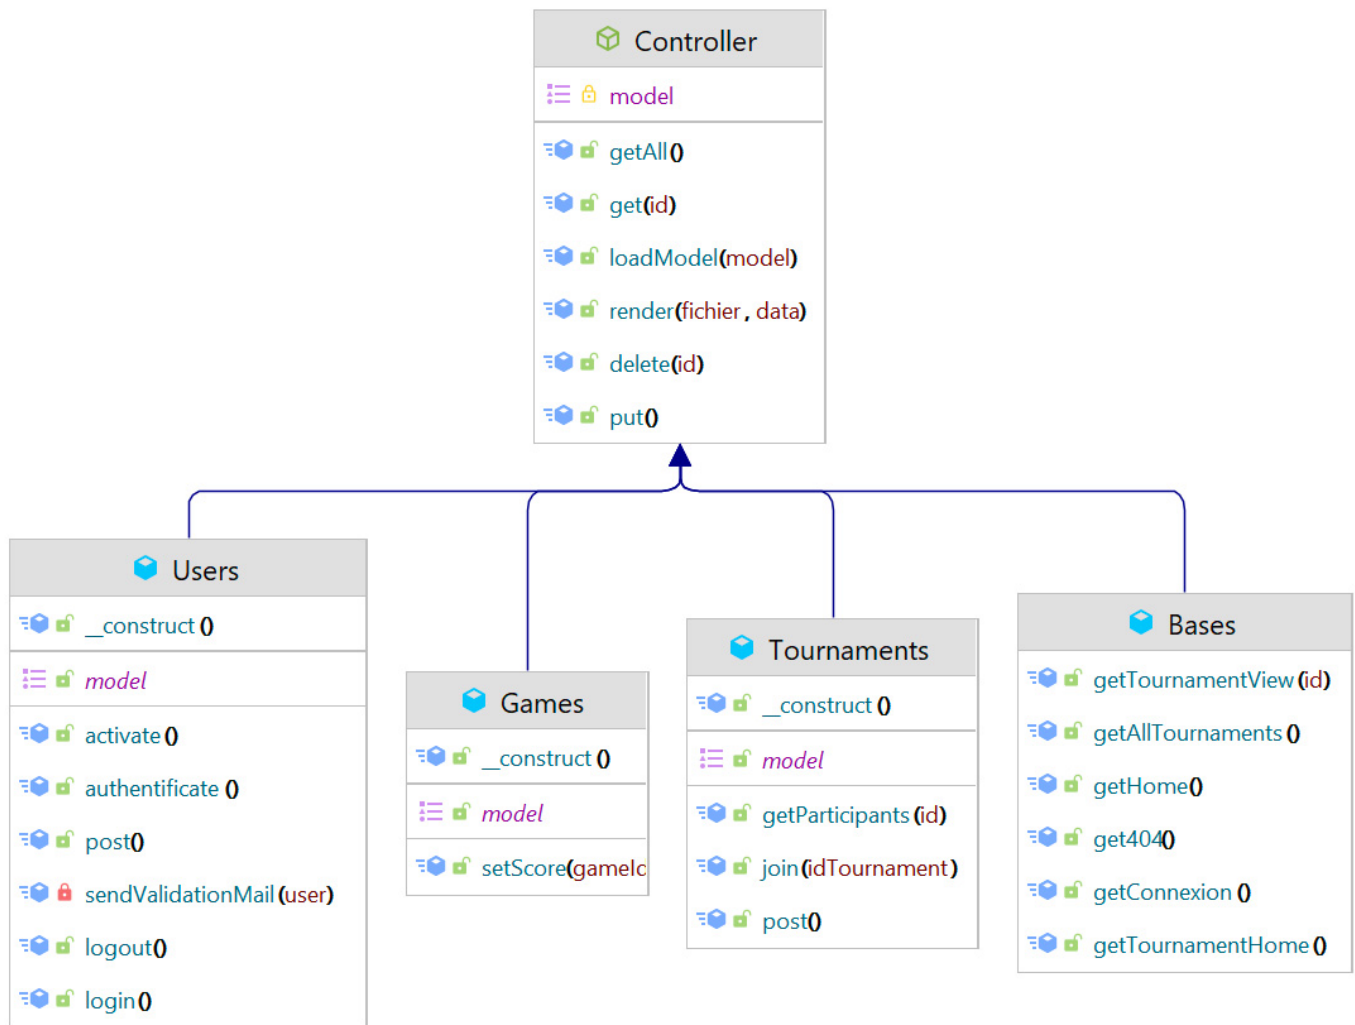 Controller
model
getAll()
get(id)
loadModel(model)
render(fichier, data)
delete(id)
put()
Users
__construct()
model
activate()
authentificate()
post()
sendValidationMail(user)
logout()
login()
Games
__construct()
model
setScore(
Tournaments
__construct()
model
getParticipants(id)
join(idTournament)
post()
Bases
getTournamentView(id)
getAllTournaments()
getHome()
get404()
getConnexion()
getTournamentHome()